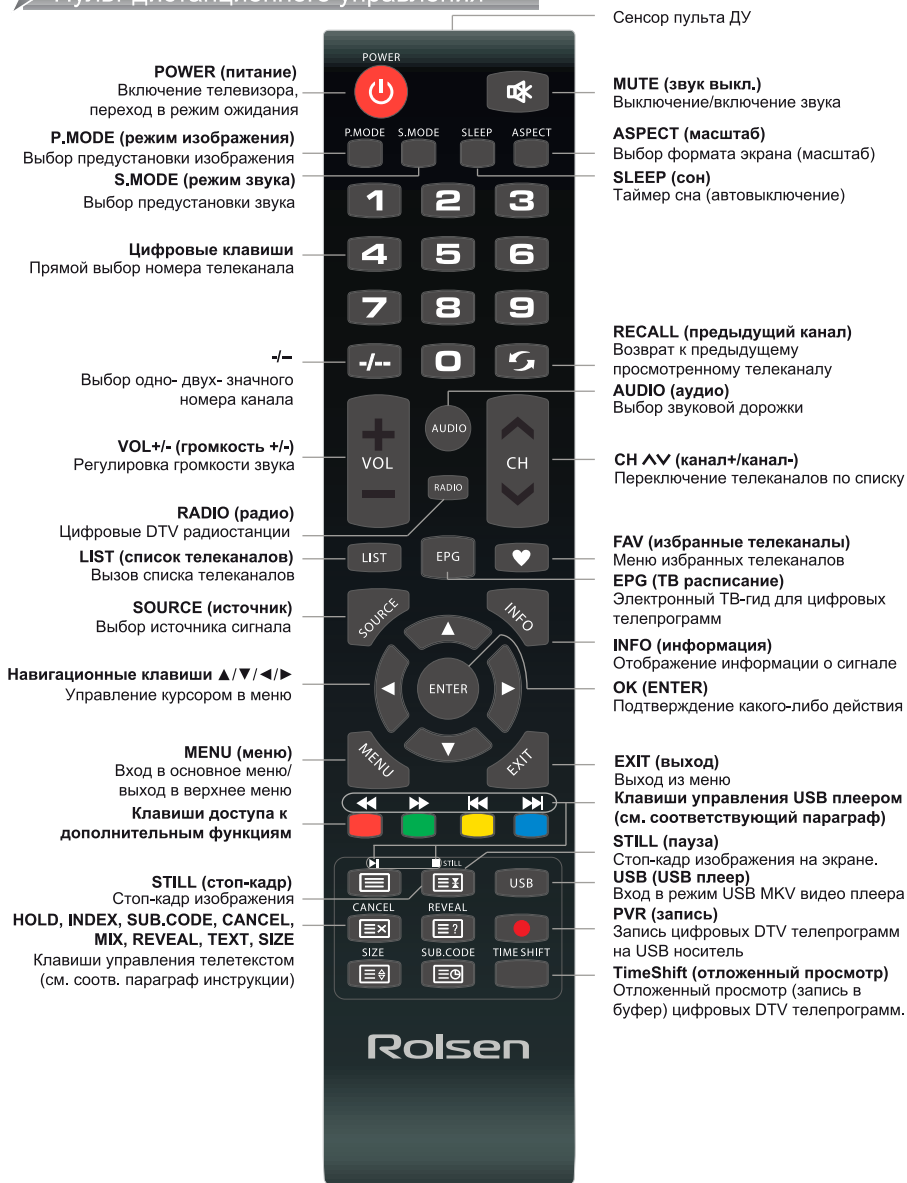 Пульт дистанционного управления
Сенсор пульта ДУ
POWER (питание)
Включение телевизора,
переход в режим ожидания
P.MODE (режим изображения)
Выбор предустановки изображения
S.MODE (режим звука)
Выбор предустановки звука
Цифровые клавиши
Прямой выбор номера телеканала
-/--
Выбор одно- двух- значного
номера канала
VOL+/- (громкость +/-)
Регулировка громкости звука
RADIO (радио)
Цифровые DTV радиостанции
LIST (список телеканалов)
Вызов списка телеканалов
SOURCE (источник)
Выбор источника сигнала
Навигационные клавиши ▲/▼/◄/►
Управление курсором в меню
MENU (меню)
Вход в основное меню/
выход в верхнее меню
Клавиши доступа к
дополнительным функциям
STILL (стоп-кадр)
Стоп-кадр изображения
HOLD, INDEX, SUB.CODE, CANCEL,
MIX, REVEAL, TEXT, SIZE
Клавиши управления телетекстом
(см. соотв. параграф инструкции)
POWER
P.MODE S.MODE SLEEP ASPECT
1 2 3
4 5 6
7 8 9
-/-- 0
+
VOL
−
AUDIO
CH
RADIO
LIST
EPG
SOURCE
INFO
ENTER
MENU
EXIT
STILL
USB
CANCEL REVEAL
SIZE SUB.CODE TIME SHIFT
Rolsen
MUTE (звук выкл.)
Выключение/включение звука
ASPECT (масштаб)
Выбор формата экрана (масштаб)
SLEEP (сон)
Таймер сна (автовыключение)
RECALL (предыдущий канал)
Возврат к предыдущему
просмотренному телеканалу
AUDIO (аудио)
Выбор звуковой дорожки
CH ∧∨ (канал+/канал-)
Переключение телеканалов по списку
FAV (избранные телеканалы)
Меню избранных телеканалов
EPG (ТВ расписание)
Электронный ТВ-гид для цифровых
телепрограмм
INFO (информация)
Отображение информации о сигнале
OK (ENTER)
Подтверждение какого-либо действия
EXIT (выход)
Выход из меню
Клавиши управления USB плеером
(см. соответствующий параграф)
STILL (пауза)
Стоп-кадр изображения на экране.
USB (USB плеер)
Вход в режим USB MKV видео плеера
PVR (запись)
Запись цифровых DTV телепрограмм
на USB носитель
TimeShift (отложенный просмотр)
Отложенный просмотр (запись в
буфер) цифровых DTV телепрограмм.